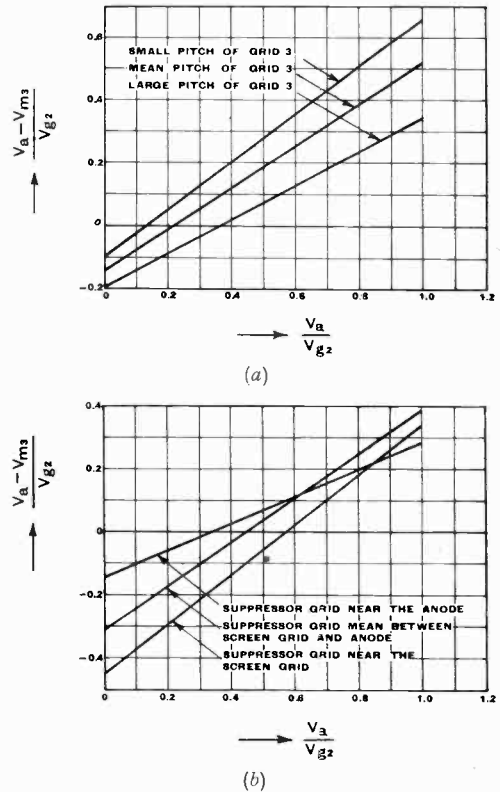 0.6
SMALL PITCH OF GRID 3
MEAN PITCH OF GRID 3
LARGE PITCH OF GRID 3
0.4
0.2
0
-0.2
Va - Vm3
Vg2
0
0.2
0.4
0.6
0.8
1.0
1.2
Va
Vg2
(a)
0.4
0.2
0
-0.2
-0.4
Va - Vm3
Vg2
SUPPRESSOR GRID NEAR THE ANODE
SUPPRESSOR GRID MEAN BETWEEN
SCREEN GRID AND ANODE
SUPPRESSOR GRID NEAR THE
SCREEN GRID
0
0.2
0.4
0.6
0.8
1.0
1.2
Va
Vg2
(b)